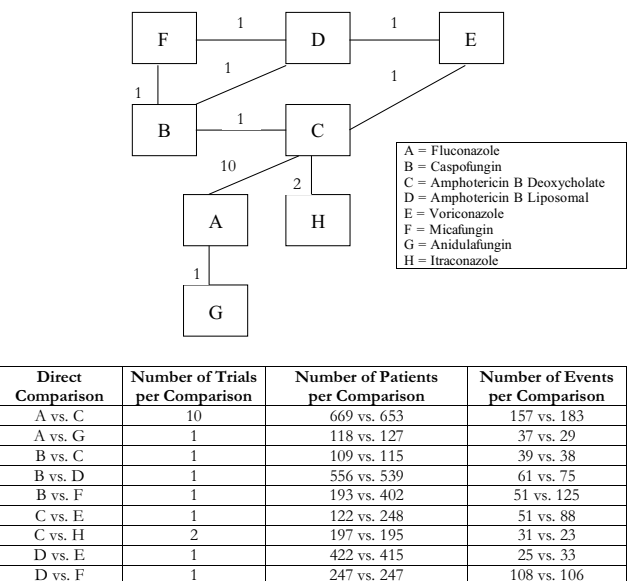 1 1
F D E
1 1
1
1
B C
10 2
A H
1
G
A = Fluconazole
B = Caspofungin
C = Amphotericin B Deoxycholate
D = Amphotericin B Liposomal
E = Voriconazole
F = Micafungin
G = Anidulafungin
H = Itraconazole
Direct Comparison Number of Trials per Comparison Number of Patients per Comparison Number of Events per Comparison
A vs. C 10 669 vs. 653 157 vs. 183
A vs. G 1 118 vs. 127 37 vs. 29
B vs. C 1 109 vs. 115 39 vs. 38
B vs. D 1 556 vs. 539 61 vs. 75
B vs. F 1 193 vs. 402 51 vs. 125
C vs. E 1 122 vs. 248 51 vs. 88
C vs. H 2 197 vs. 195 31 vs. 23
D vs. E 1 422 vs. 415 25 vs. 33
D vs. F 1 247 vs. 247 108 vs. 106